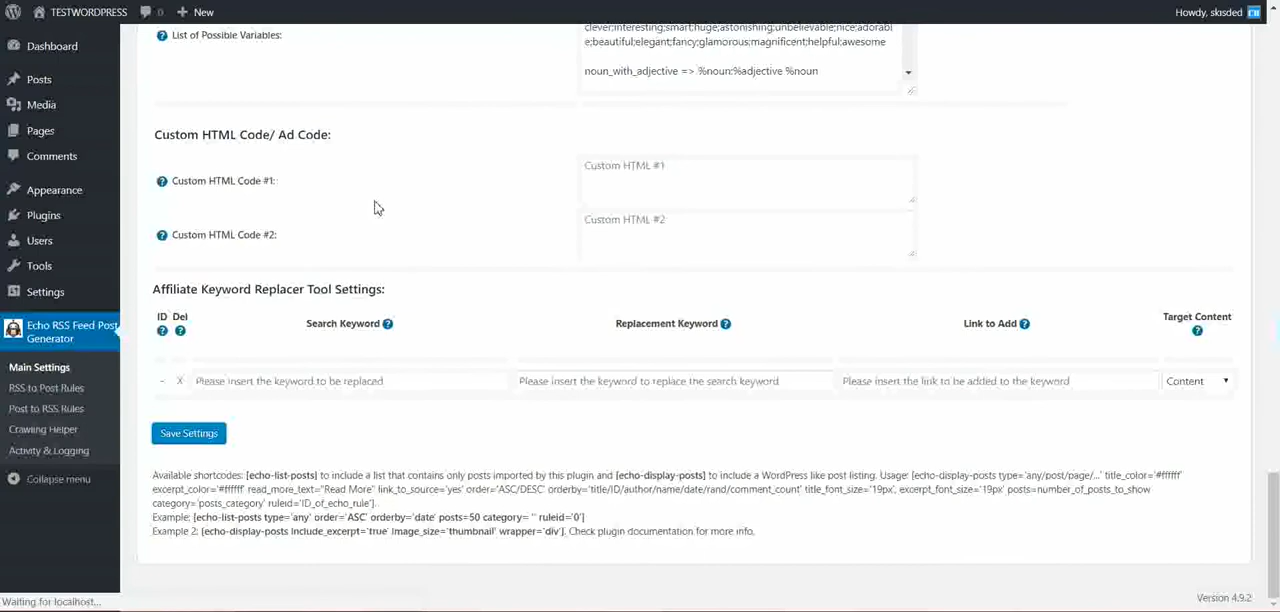 TESTWORDPRESS 0 New Howdy, skisded
Dashboard
Posts
Media
Pages
Comments
Appearance
Plugins
Users
Tools
Settings
Echo RSS Feed Post
Generator
Main Settings
RSS to Post Rules
Post to RSS Rules
Crawling Helper
Activity & Logging
Collapse menu
List of Possible Variables:
clever;interesting;smart;huge;astonishing;unbelievable;nice;adorabl
e;beautiful;elegant;fancy;glamorous;magnificent;helpful;awesome
noun_with_adjective => %noun;%adjective %noun
Custom HTML Code/ Ad Code:
Custom HTML Code #1:
Custom HTML #1
Custom HTML Code #2:
Custom HTML #2
Affiliate Keyword Replacer Tool Settings:
ID Del Search Keyword Replacement Keyword Link to Add Target Content
- X Please insert the keyword to be replaced Please insert the keyword to replace the search keyword Please insert the link to be added to the keyword Content
Save Settings
Available shortcodes: [echo-list-posts] to include a list that contains only posts imported by this plugin and [echo-display-posts] to include a WordPress like post listing. Usage: [echo-display-posts type='any/post/page/...' title_color='#ffffff'
excerpt_color='#ffffff' read_more_text="Read More" link_to_source='yes' order='ASC/DESC' orderby='title/ID/author/name/date/rand/comment_count' title_font_size='19px', excerpt_font_size='19px' posts=number_of_posts_to_show
category='posts_category' ruleid='ID_of_echo_rule'].
Example: [echo-list-posts type='any' order='ASC' orderby='date' posts=50 category= '' ruleid='0']
Example 2: [echo-display-posts include_excerpt='true' image_size='thumbnail' wrapper='div']. Check plugin documentation for more info.
Version 4.9.2
Waiting for localhost...